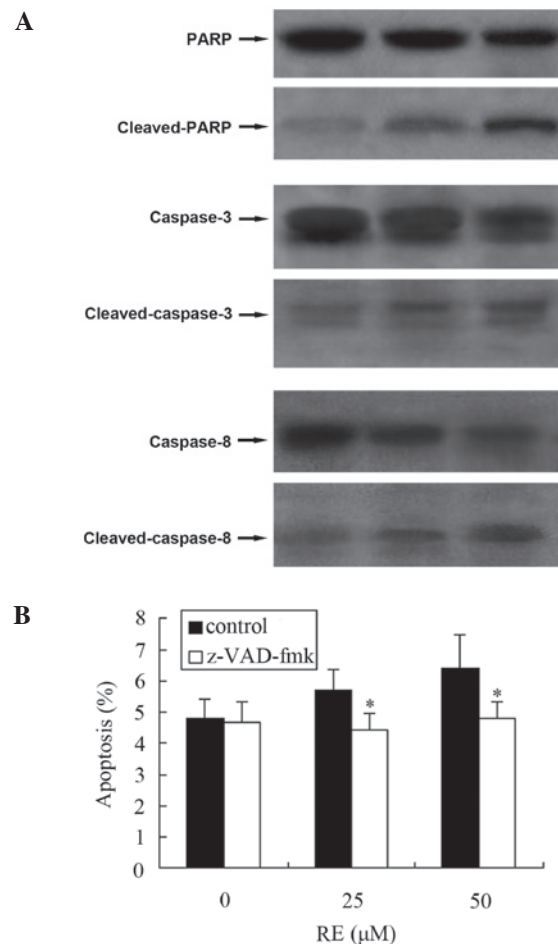 A
PARP
Cleaved-PARP
Caspase-3
Cleaved-caspase-3
Caspase-8
Cleaved-caspase-8
B
8
7
6
5
4
3
2
1
0
Apoptosis (%)
control
z-VAD-fmk
*
*
0 25 50
RE (μM)